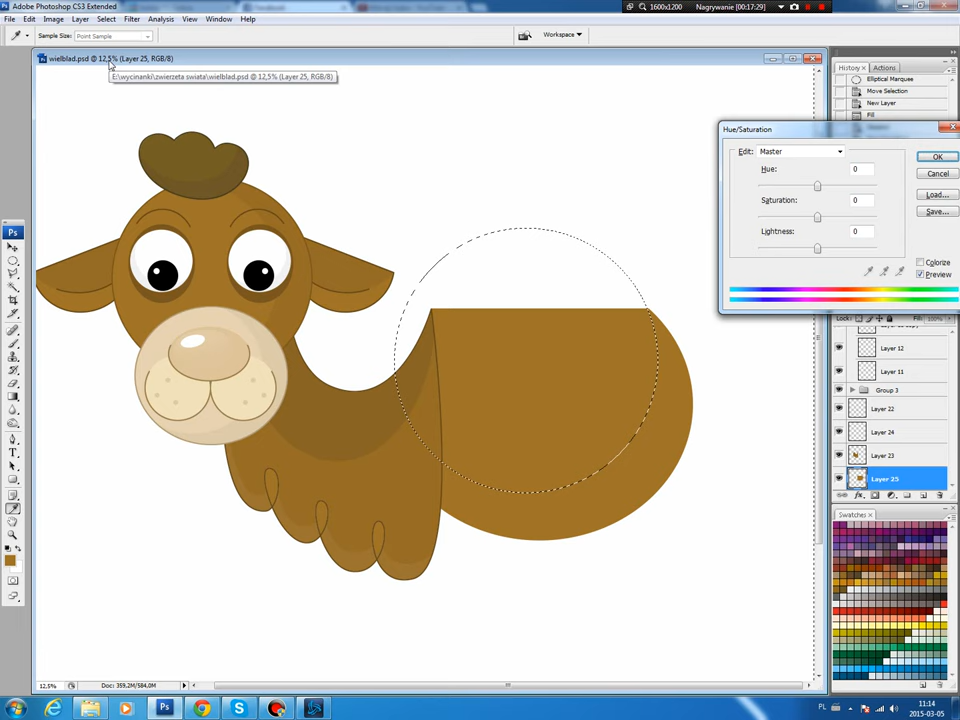 Adobe Photoshop CS3 Extended
1600x1200
Nagrywanie [00:17:29]
File Edit Image Layer Select Filter Analysis View Window Help
Sample Size: Point Sample
Workspace
wielblad.psd @ 12,5% (Layer 25, RGB/8)
E:\wycinanki\zwierzeta swiata\wielblad.psd @ 12,5% (Layer 25, RGB/8)
History Actions
Elliptical Marquee
Move Selection
New Layer
Fill
Hue/Saturation
Edit: Master
Hue: 0
Saturation: 0
Lightness: 0
OK
Cancel
Load...
Save...
Colorize
Preview
Lock:
Fill: 100%
Layer 12
Layer 11
Group 3
Layer 22
Layer 24
Layer 23
Layer 25
Swatches
12,5%
Doc: 359,2M/584,0M
PL
11:14
2015-03-05